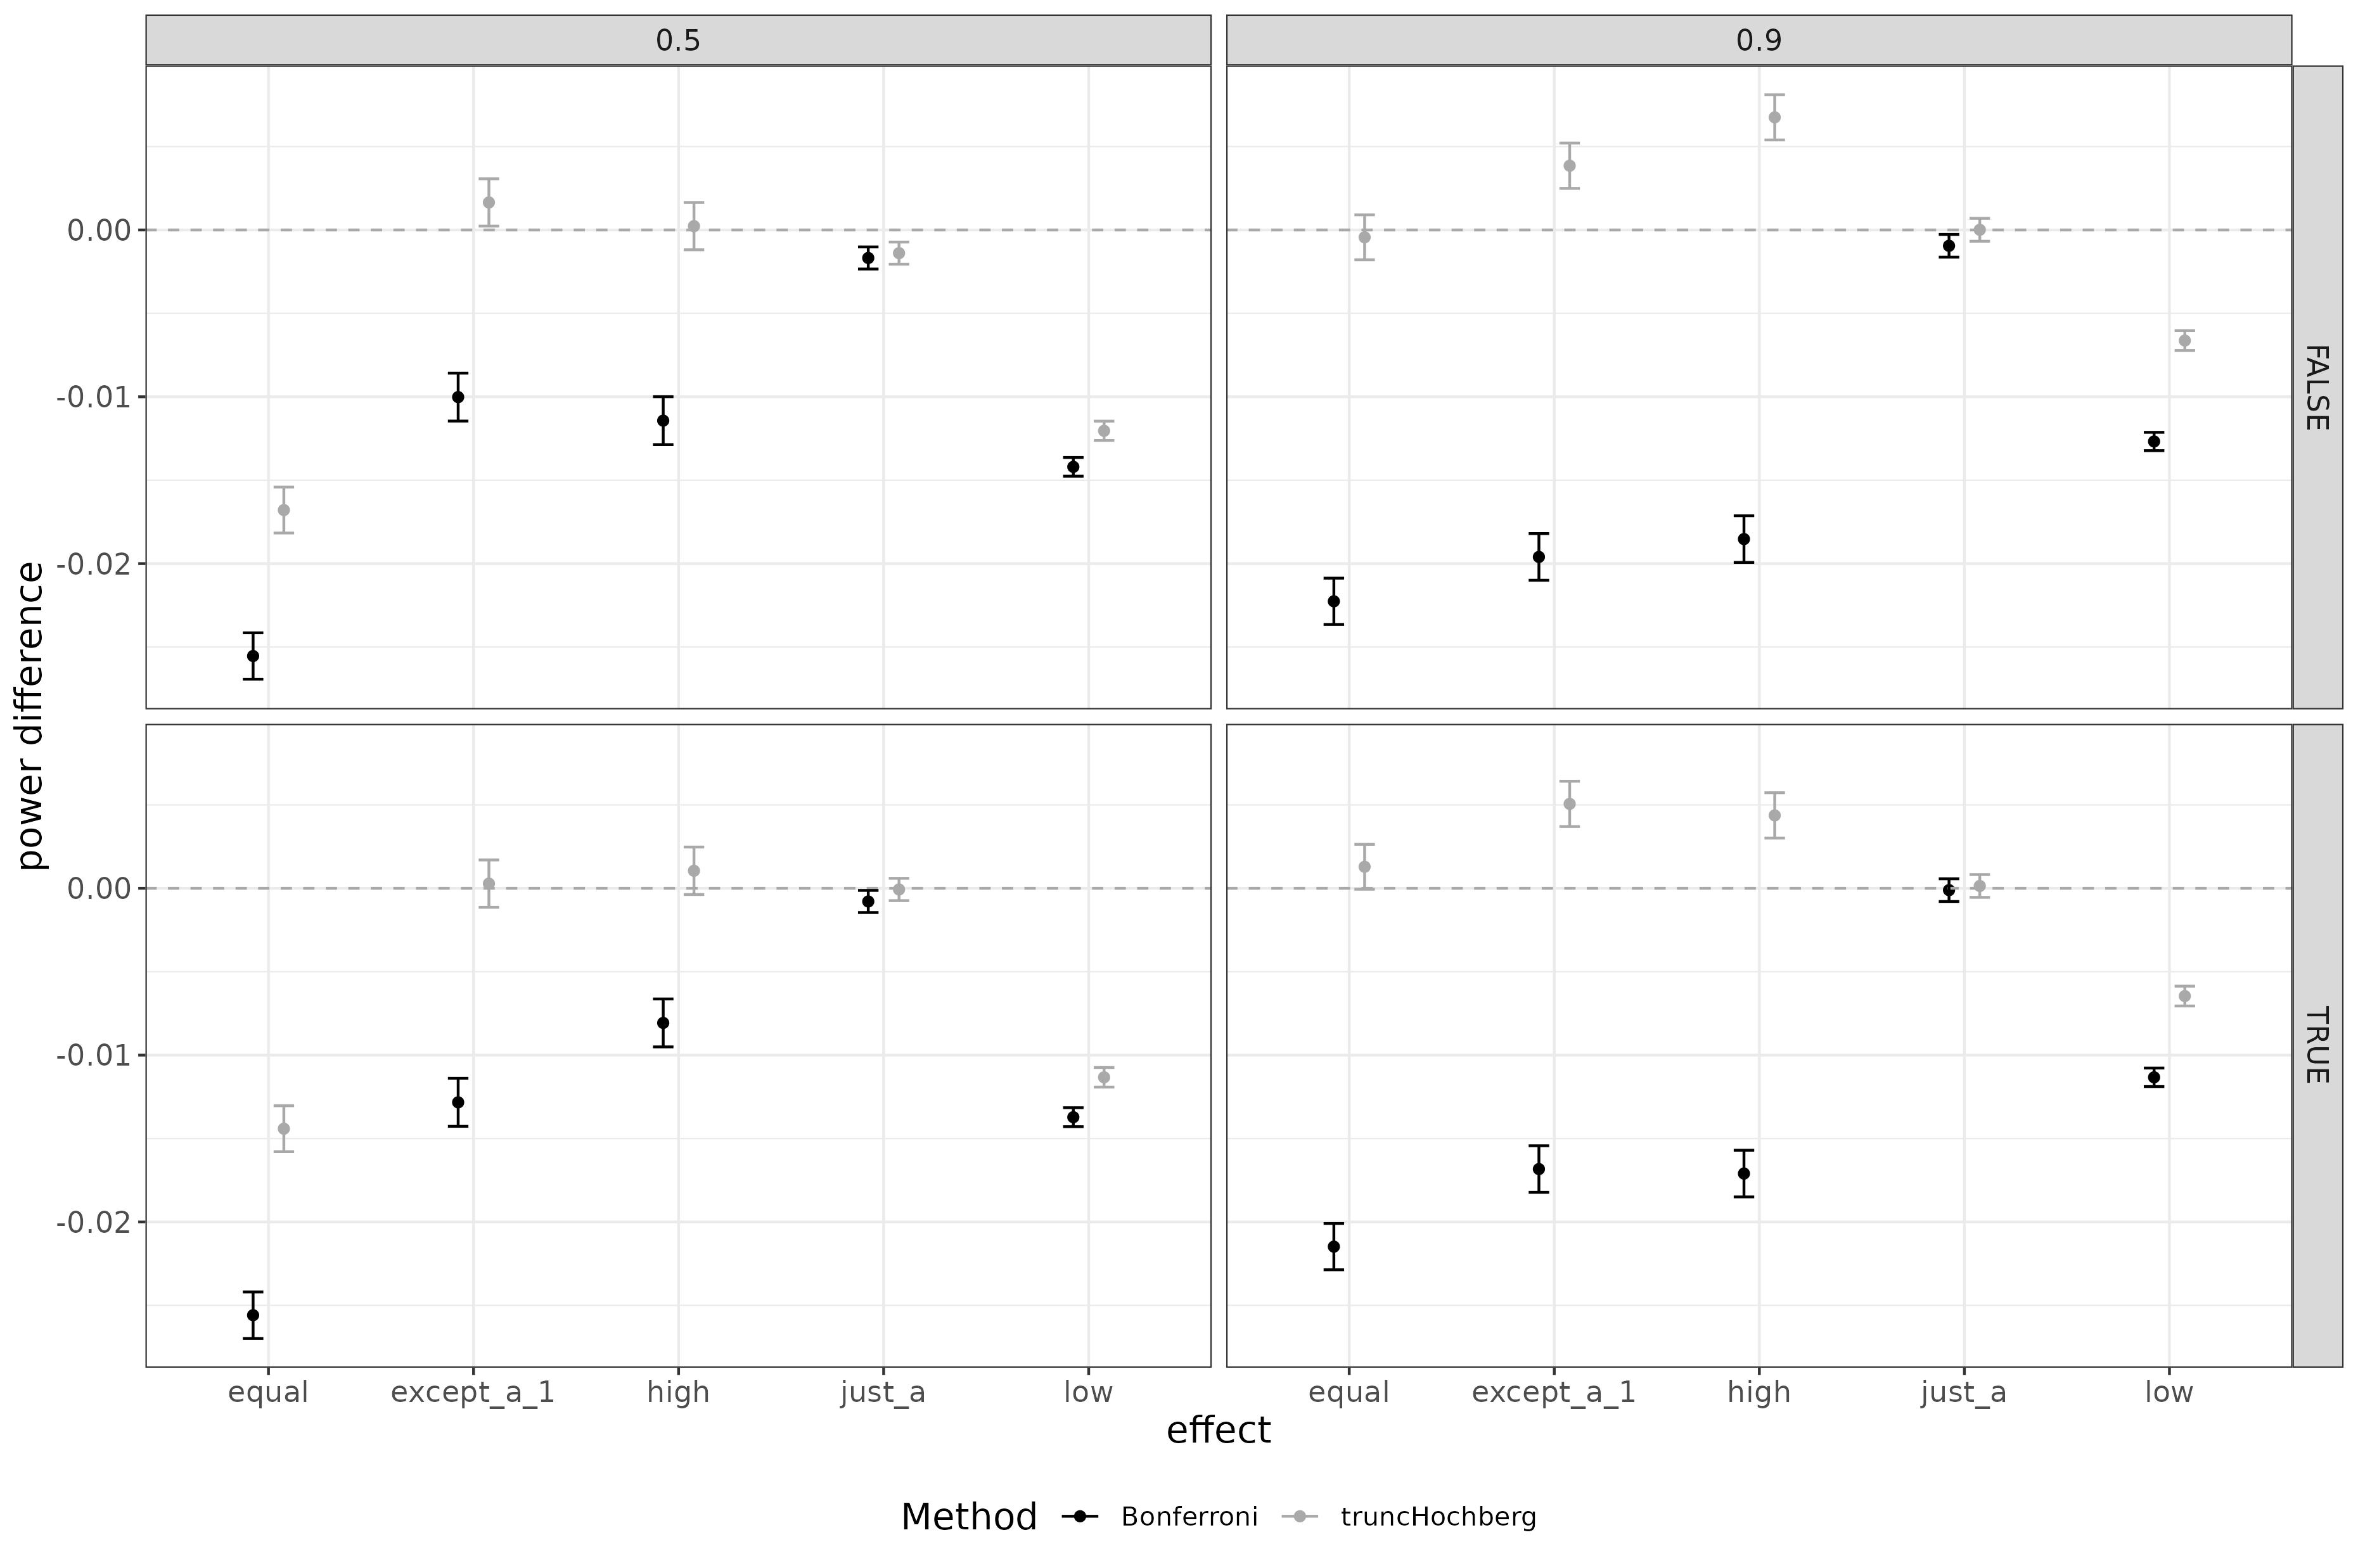 0.5 0.9
0.00
-0.01
-0.02
FALSE
power difference
0.00
-0.01
-0.02
TRUE
equal except_a_1 high just_a low equal except_a_1 high just_a low
effect
Method Bonferroni truncHochberg